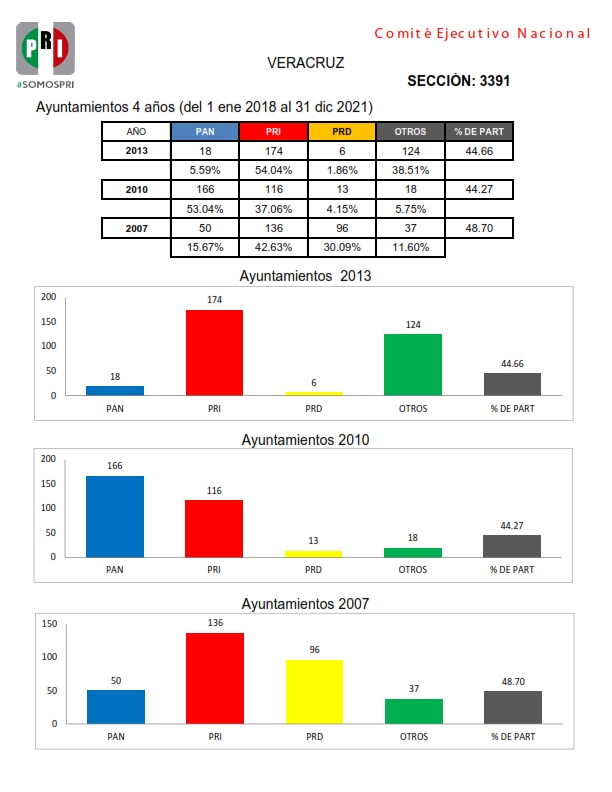 Comité Ejecutivo Nacional
PRI
#SOMOSPRI
VERACRUZ
SECCIÓN: 3391
Ayuntamientos 4 años (del 1 ene 2018 al 31 dic 2021)
AÑO PAN PRI PRD OTROS % DE PART
2013 18 174 6 124 44.66
5.59% 54.04% 1.86% 38.51%
2010 166 116 13 18 44.27
53.04% 37.06% 4.15% 5.75%
2007 50 136 96 37 48.70
15.67% 42.63% 30.09% 11.60%
Ayuntamientos 2013
200
150
100
50
0
18 174 6 124 44.66
PAN PRI PRD OTROS % DE PART
Ayuntamientos 2010
200
150
100
50
0
166 116 13 18 44.27
PAN PRI PRD OTROS % DE PART
Ayuntamientos 2007
150
100
50
0
50 136 96 37 48.70
PAN PRI PRD OTROS % DE PART